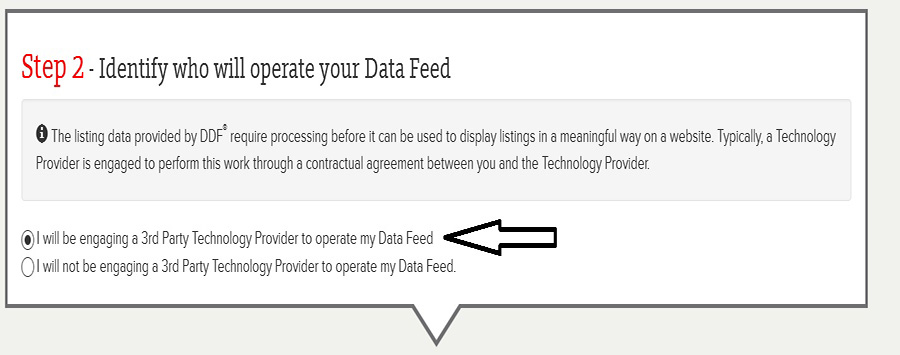 Step 2 - Identify who will operate your Data Feed
The listing data provided by DDF® require processing before it can be used to display listings in a meaningful way on a website. Typically, a Technology
Provider is engaged to perform this work through a contractual agreement between you and the Technology Provider.
I will be engaging a 3rd Party Technology Provider to operate my Data Feed
I will not be engaging a 3rd Party Technology Provider to operate my Data Feed.